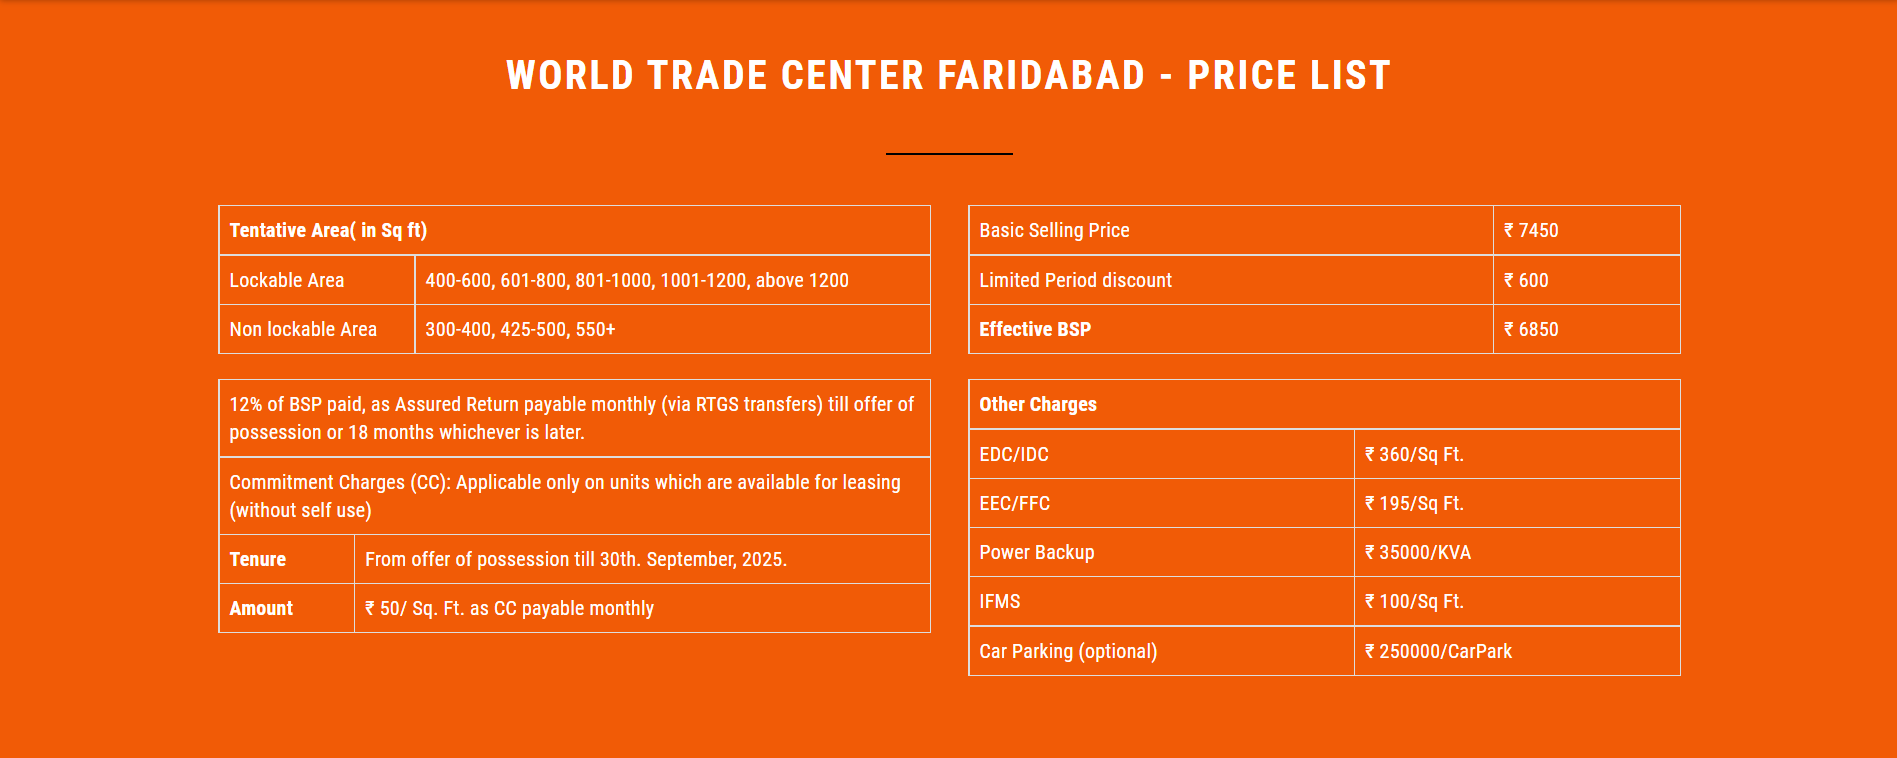 WORLD TRADE CENTER FARIDABAD - PRICE LIST
Tentative Area( in Sq ft)
Lockable Area 400-600, 601-800, 801-1000, 1001-1200, above 1200
Non lockable Area 300-400, 425-500, 550+
12% of BSP paid, as Assured Return payable monthly (via RTGS transfers) till offer of
possession or 18 months whichever is later.
Commitment Charges (CC): Applicable only on units which are available for leasing
(without self use)
Tenure From offer of possession till 30th. September, 2025.
Amount ₹ 50/ Sq. Ft. as CC payable monthly
Basic Selling Price ₹ 7450
Limited Period discount ₹ 600
Effective BSP ₹ 6850
Other Charges
EDC/IDC ₹ 360/Sq Ft.
EEC/FFC ₹ 195/Sq Ft.
Power Backup ₹ 35000/KVA
IFMS ₹ 100/Sq Ft.
Car Parking (optional) ₹ 250000/CarPark